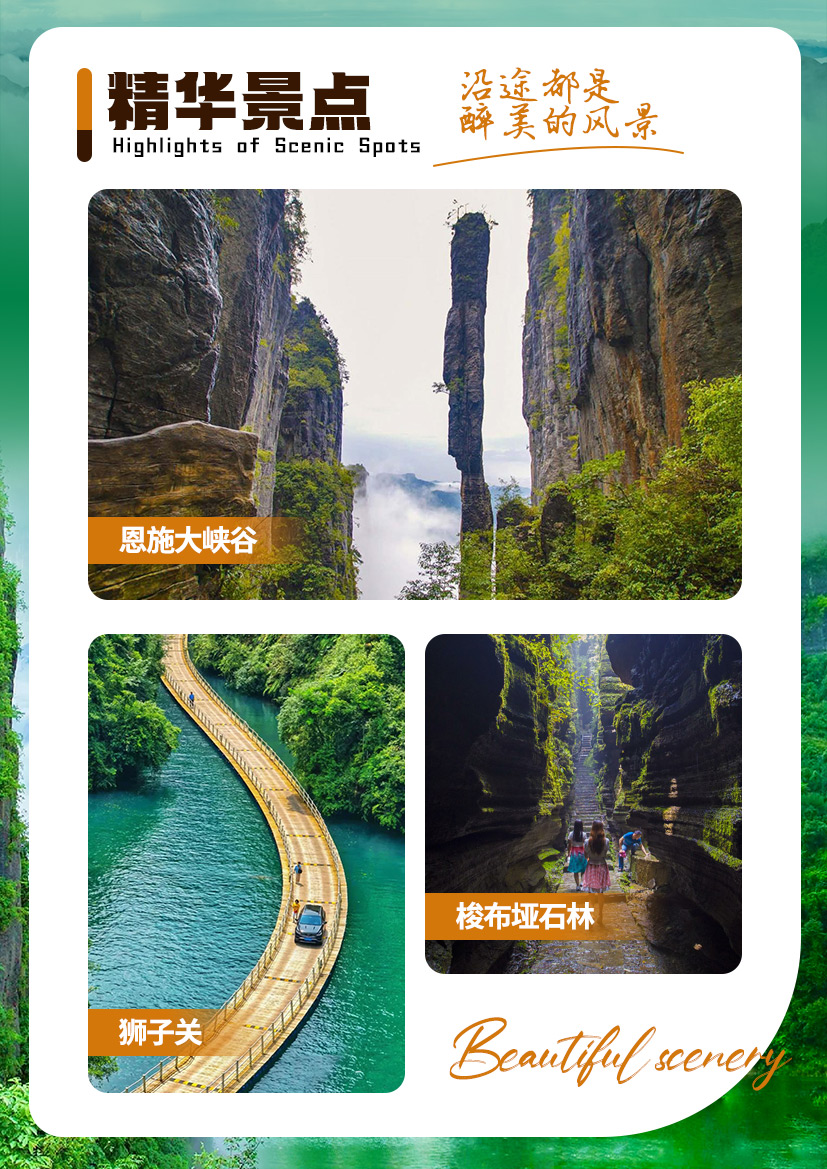 精华景点
Highlights of Scenic Spots
沿途都是
醉美的风景
恩施大峡谷
狮子关
梭布垭石林
Beautiful scenery